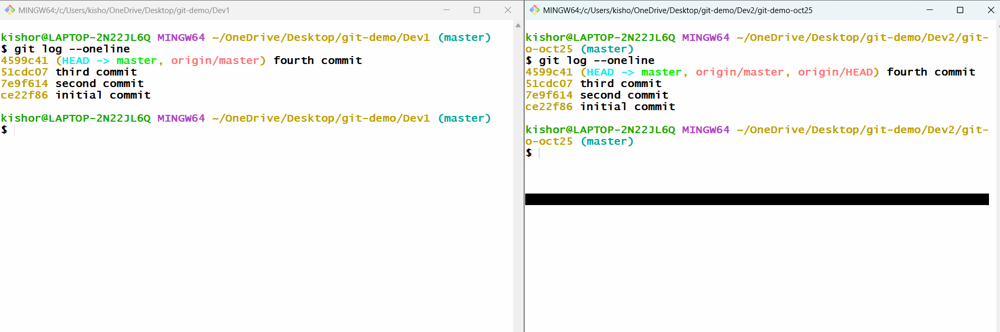 MINGW64:/c/Users/kisho/OneDrive/Desktop/git-demo/Dev1
kishor@LAPTOP-2N22JL6Q MINGW64 ~/OneDrive/Desktop/git-demo/Dev1 (master)
$ git log --oneline
4599c41 (HEAD -> master, origin/master) fourth commit
51cdc07 third commit
7e9f614 second commit
ce22f86 initial commit
kishor@LAPTOP-2N22JL6Q MINGW64 ~/OneDrive/Desktop/git-demo/Dev1 (master)
$
MINGW64:/c/Users/kisho/OneDrive/Desktop/git-demo/Dev2/git-demo-oct25
kishor@LAPTOP-2N22JL6Q MINGW64 ~/OneDrive/Desktop/git-demo/Dev2/git-
o-oct25 (master)
$ git log --oneline
4599c41 (HEAD -> master, origin/master, origin/HEAD) fourth commit
51cdc07 third commit
7e9f614 second commit
ce22f86 initial commit
kishor@LAPTOP-2N22JL6Q MINGW64 ~/OneDrive/Desktop/git-demo/Dev2/git-
o-oct25 (master)
$